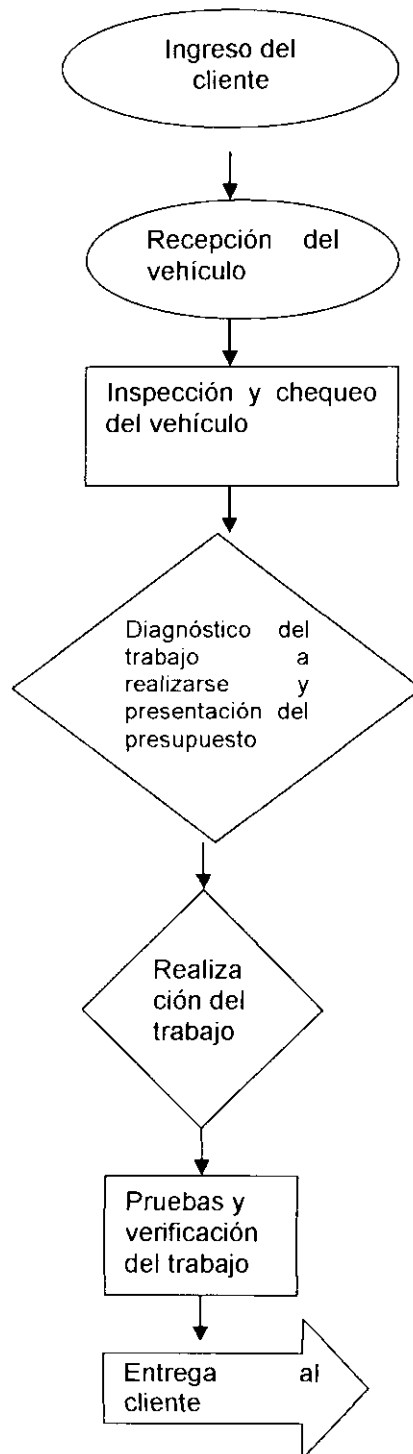 Ingreso del
cliente
Recepción del
vehículo
Inspección y chequeo
del vehículo
Diagnóstico del
trabajo a
realizarse y
presentación del
presupuesto
Realiza
ción del
trabajo
Pruebas y
verificación
del trabajo
Entrega al
cliente